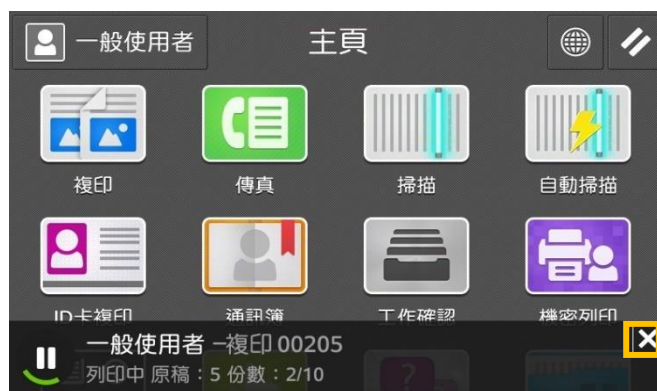 一般使用者
主頁
複印
傳真
掃描
自動掃描
ID卡複印
通訊簿
工作確認
機密列印
一般使用者 –複印 00205
列印中 原稿：5 份數：2/10